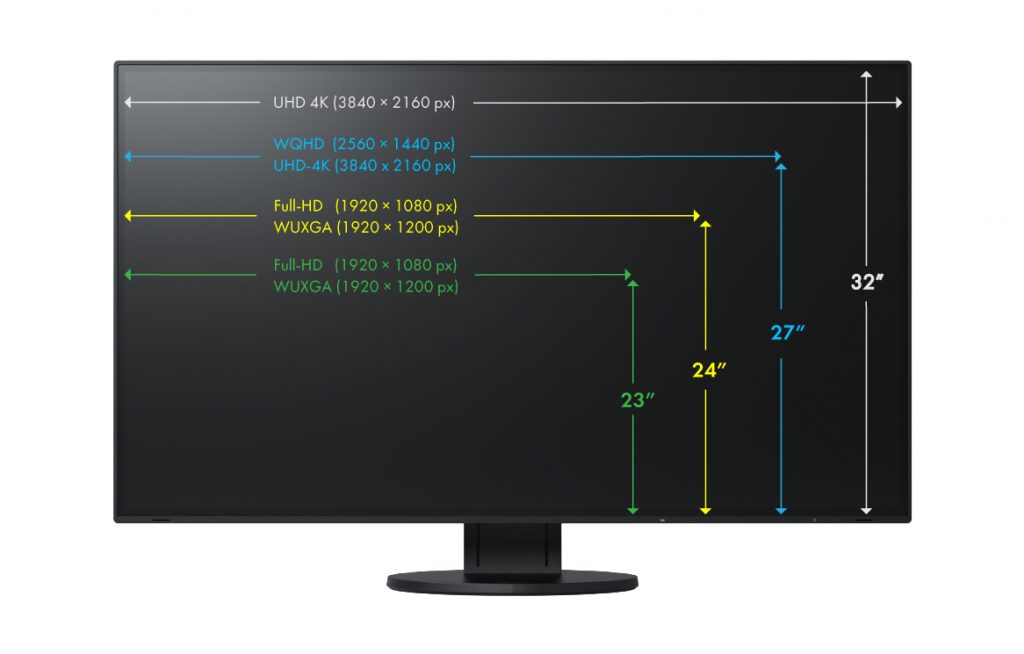 UHD 4K (3840 × 2160 px)
WQHD (2560 × 1440 px)
UHD-4K (3840 x 2160 px)
Full-HD (1920 × 1080 px)
WUXGA (1920 × 1200 px)
Full-HD (1920 × 1080 px)
WUXGA (1920 × 1200 px)
32”
27”
24”
23”